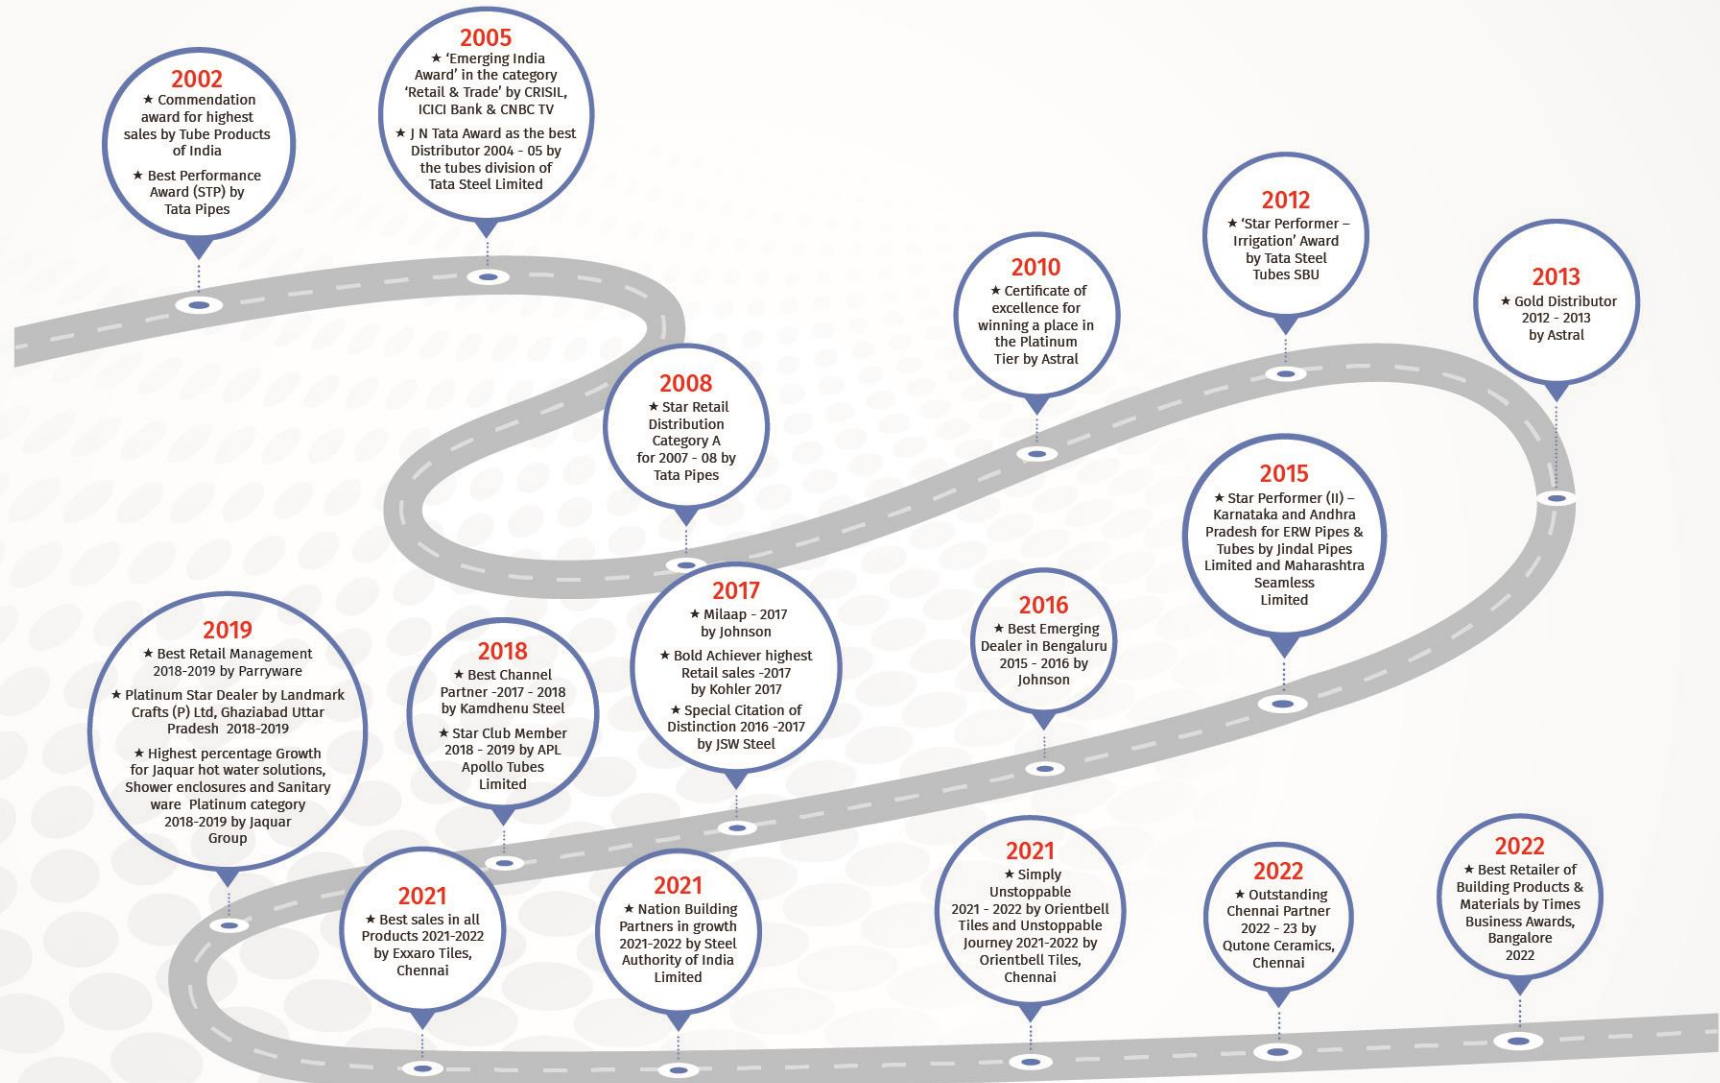 2002
★ Commendation
award for highest
sales by Tube Products
of India
★ Best Performance
Award (STP) by
Tata Pipes
2005
★ ‘Emerging India
Award’ in the category
‘Retail & Trade’ by CRISIL,
ICICI Bank & CNBC TV
★ J N Tata Award as the best
Distributor 2004 - 05 by
the tubes division of
Tata Steel Limited
2008
★ Star Retail
Distribution
Category A
for 2007 - 08 by
Tata Pipes
2010
★ Certificate of
excellence for
winning a place in
the Platinum
Tier by Astral
2012
★ ‘Star Performer –
Irrigation’ Award
by Tata Steel
Tubes SBU
2013
★ Gold Distributor
2012 - 2013
by Astral
2015
★ Star Performer (II) –
Karnataka and Andhra
Pradesh for ERW Pipes &
Tubes by Jindal Pipes
Limited and Maharashtra
Seamless
Limited
2016
★ Best Emerging
Dealer in Bengaluru
2015 - 2016 by
Johnson
2017
★ Milaap - 2017
by Johnson
★ Bold Achiever highest
Retail sales -2017
by Kohler 2017
★ Special Citation of
Distinction 2016 -2017
by JSW Steel
2018
★ Best Channel
Partner -2017 - 2018
by Kamdhenu Steel
★ Star Club Member
2018 - 2019 by APL
Apollo Tubes
Limited
2019
★ Best Retail Management
2018-2019 by Parryware
★ Platinum Star Dealer by Landmark
Crafts (P) Ltd, Ghaziabad Uttar
Pradesh 2018-2019
★ Highest percentage Growth
for Jaquar hot water solutions,
Shower enclosures and Sanitary
ware Platinum category
2018-2019 by Jaquar
Group
2021
★ Best sales in all
Products 2021-2022
by Exxaro Tiles,
Chennai
2021
★ Nation Building
Partners in growth
2021-2022 by Steel
Authority of India
Limited
2021
★ Simply
Unstoppable
2021 - 2022 by Orientbell
Tiles and Unstoppable
Journey 2021-2022 by
Orientbell Tiles,
Chennai
2022
★ Outstanding
Chennai Partner
2022 - 23 by
Qutone Ceramics,
Chennai
2022
★ Best Retailer of
Building Products &
Materials by Times
Business Awards,
Bangalore
2022